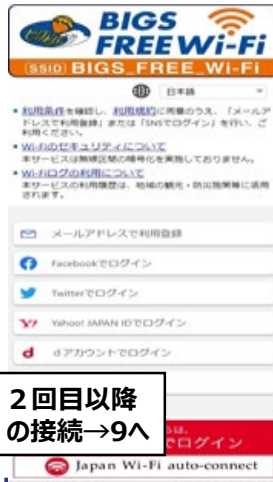 BIGS
FREE Wi-Fi
(SSID) BIGS_FREE_Wi-Fi
日本語
利用条件を確認し、利用規約に同意のうえ、「メールア
ドレスで利用登録」または「SNSでログイン」を行い、ご
利用ください。
Wi-Fiのセキュリティについて
本サービスは無線区間の暗号化を実施しておりません。
Wi-Fiログの利用について
本サービスの利用履歴は、地域の観光・防災施策等に活用
されます。
メールアドレスで利用登録
Facebookでログイン
Twitterでログイン
Yahoo! JAPAN IDでログイン
dアカウントでログイン
2回目以降
の接続→9へ
らは、
でログイン
Japan Wi-Fi auto-connect